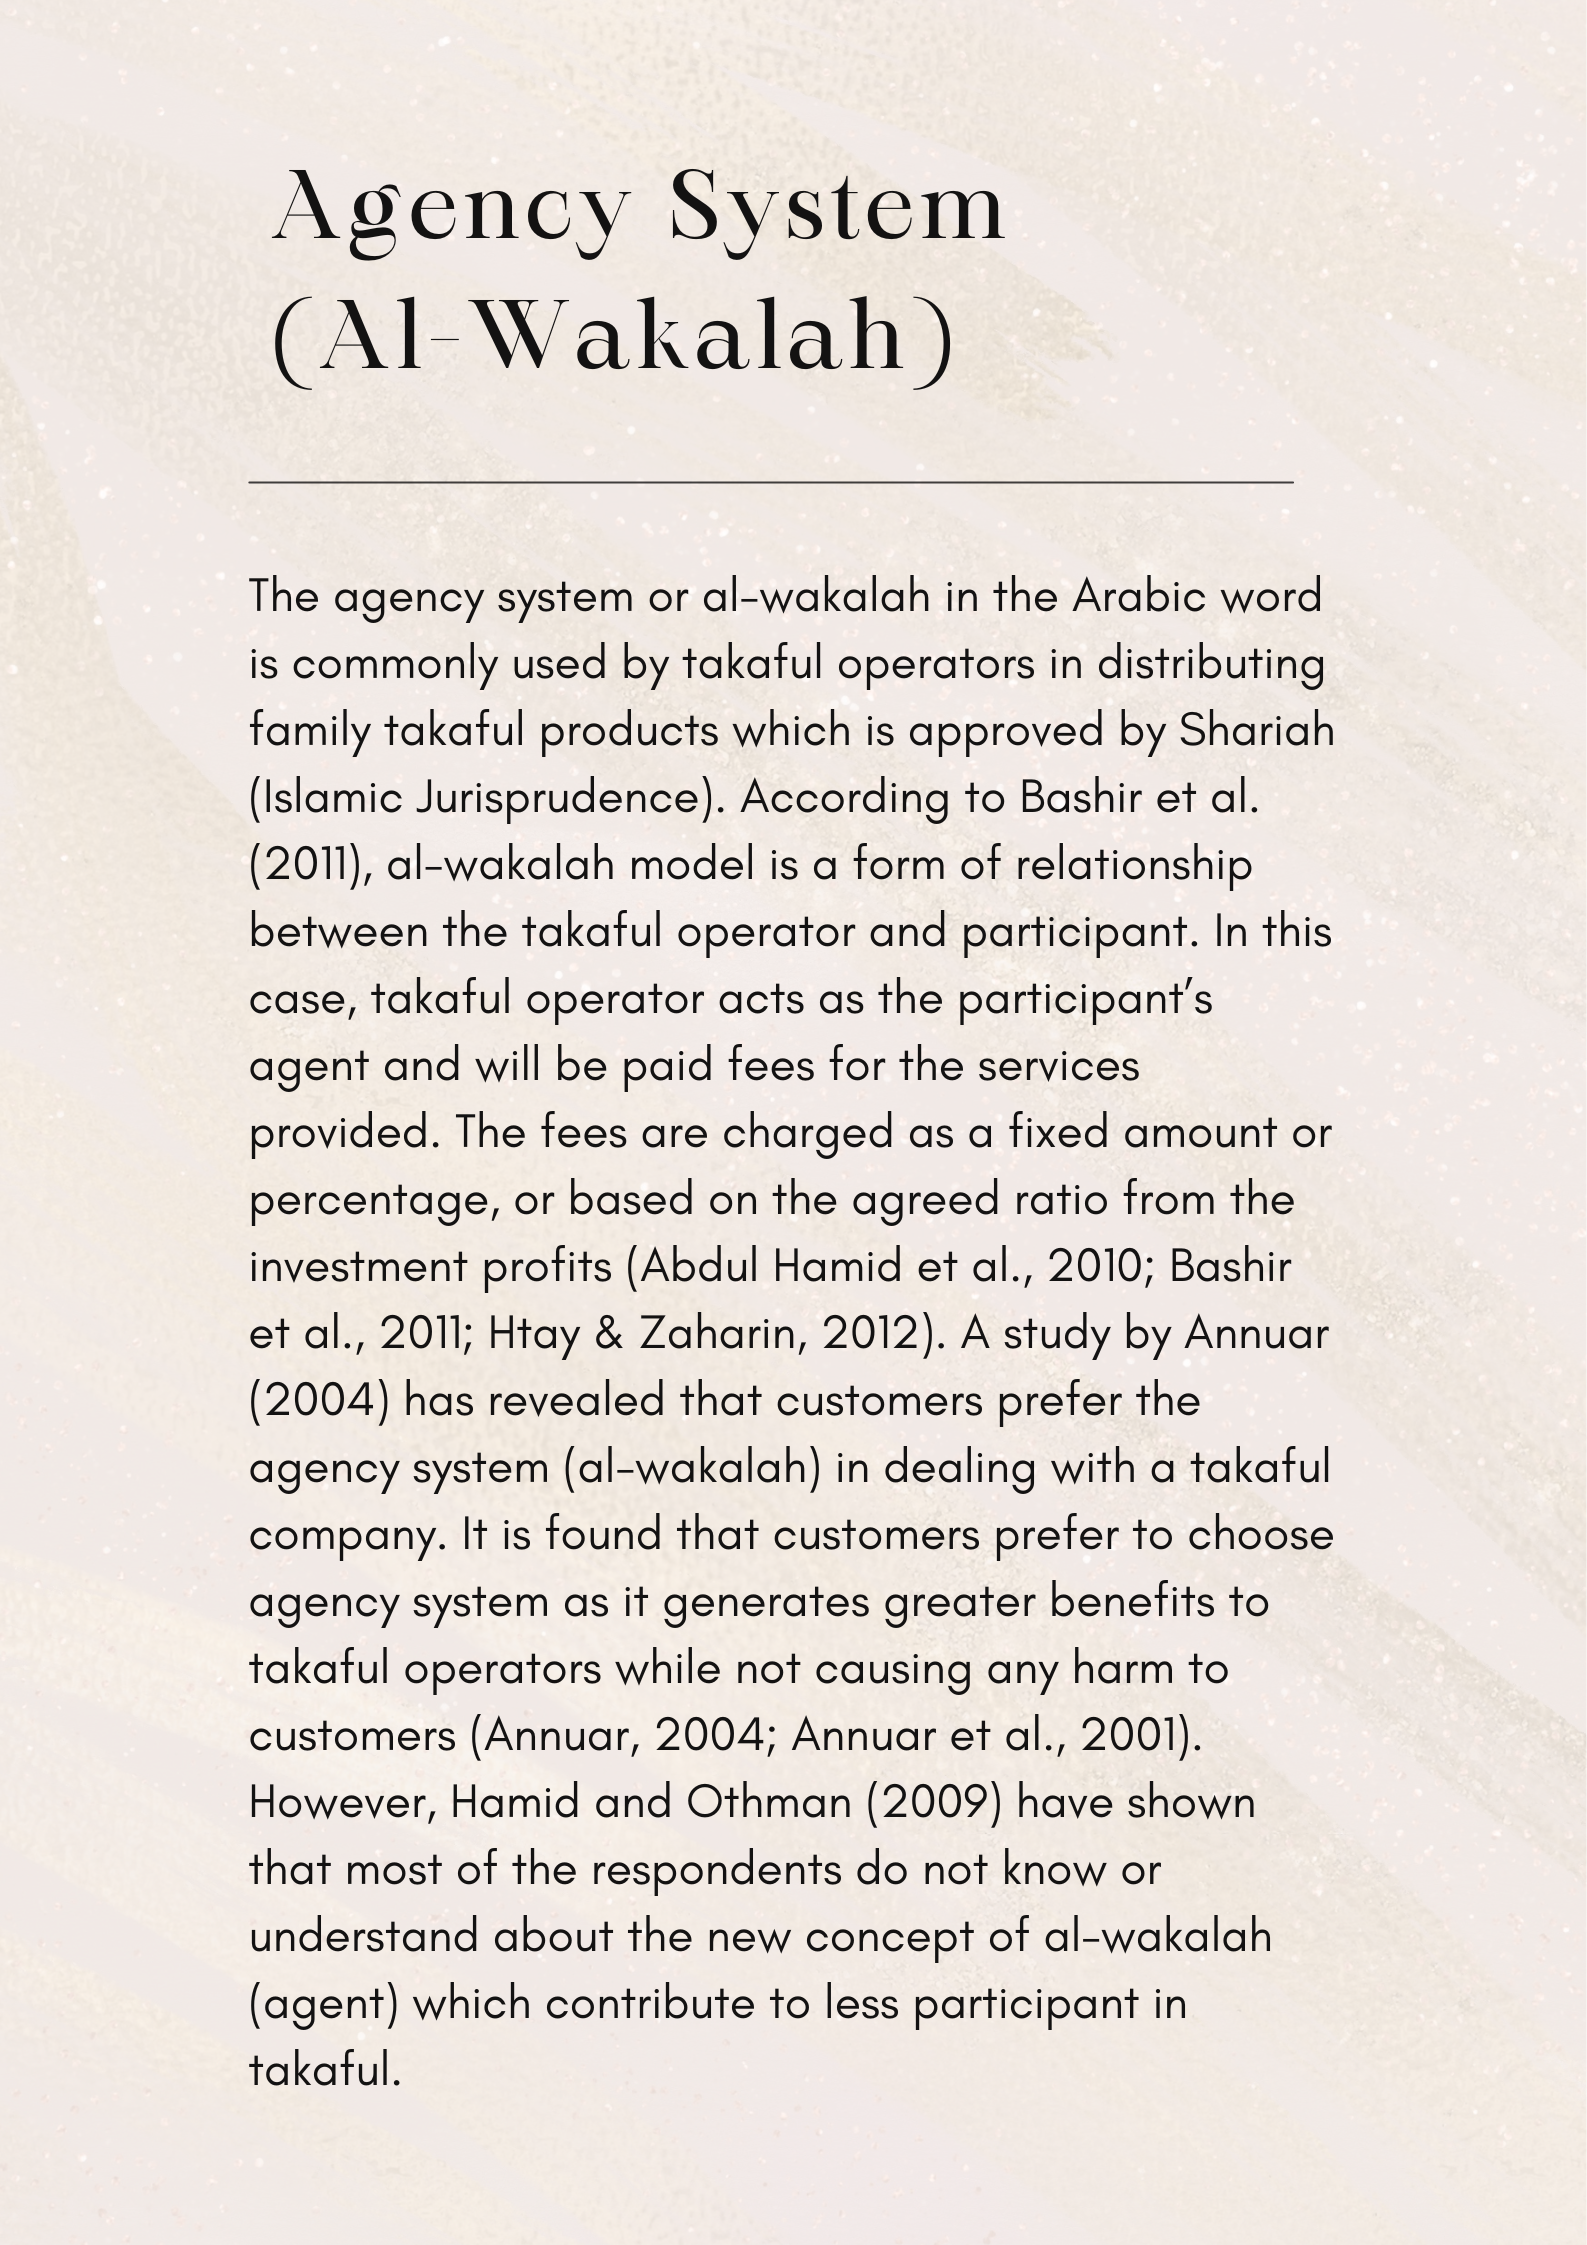 Agency System
(Al-Wakalah)
The agency system or al-wakalah in the Arabic word
is commonly used by takaful operators in distributing
family takaful products which is approved by Shariah
(Islamic Jurisprudence). According to Bashir et al.
(2011), al-wakalah model is a form of relationship
between the takaful operator and participant. In this
case, takaful operator acts as the participant’s
agent and will be paid fees for the services
provided. The fees are charged as a fixed amount or
percentage, or based on the agreed ratio from the
investment profits (Abdul Hamid et al., 2010; Bashir
et al., 2011; Htay & Zaharin, 2012). A study by Annuar
(2004) has revealed that customers prefer the
agency system (al-wakalah) in dealing with a takaful
company. It is found that customers prefer to choose
agency system as it generates greater benefits to
takaful operators while not causing any harm to
customers (Annuar, 2004; Annuar et al., 2001).
However, Hamid and Othman (2009) have shown
that most of the respondents do not know or
understand about the new concept of al-wakalah
(agent) which contribute to less participant in
takaful.